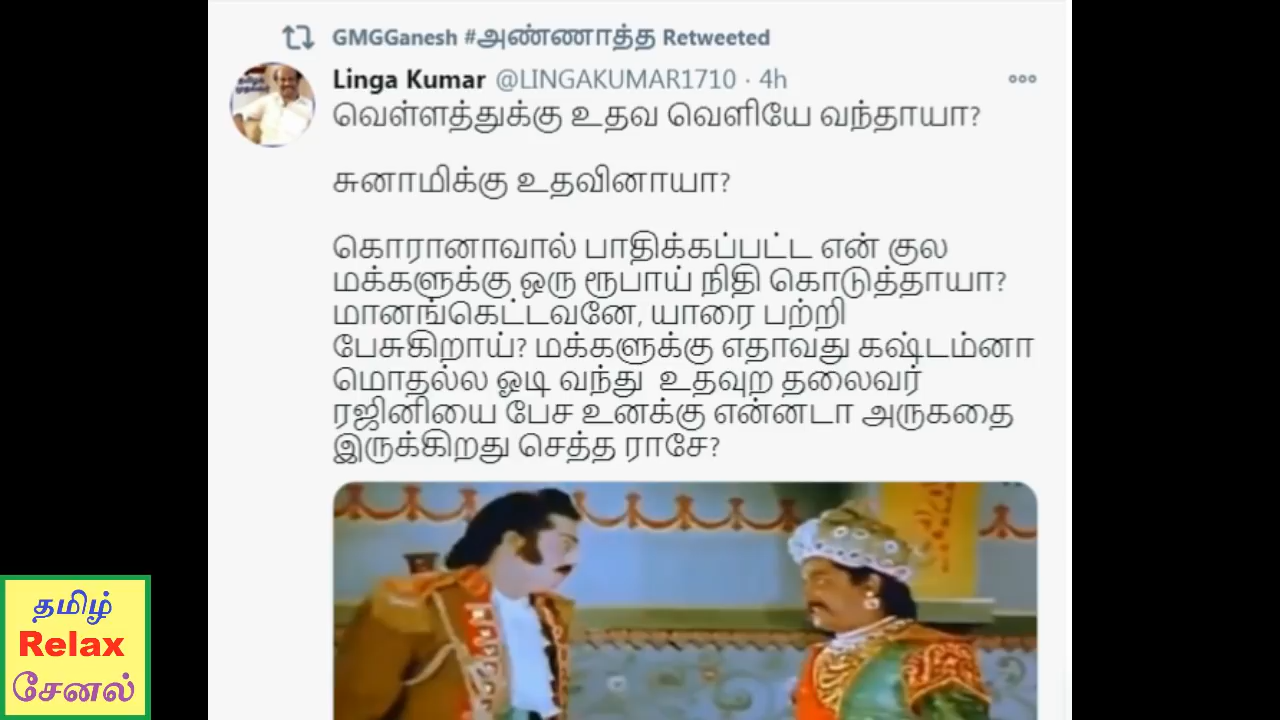 GMGGanesh #அண்ணாத்த Retweeted
Linga Kumar @LINGAKUMAR1710 · 4h
வெள்ளத்துக்கு உதவ வெளியே வந்தாயா?
சுனாமிக்கு உதவினாயா?
கொரானாவால் பாதிக்கப்பட்ட என் குல
மக்களுக்கு ஒரு ரூபாய் நிதி கொடுத்தாயா?
மானங்கெட்டவனே, யாரை பற்றி
பேசுகிறாய்? மக்களுக்கு எதாவது கஷ்டம்னா
மொதல்ல ஓடி வந்து உதவுற தலைவர்
ரஜினியை பேச உனக்கு என்னடா அருகதை
இருக்கிறது செத்த ராசே?
தமிழ்
Relax
சேனல்